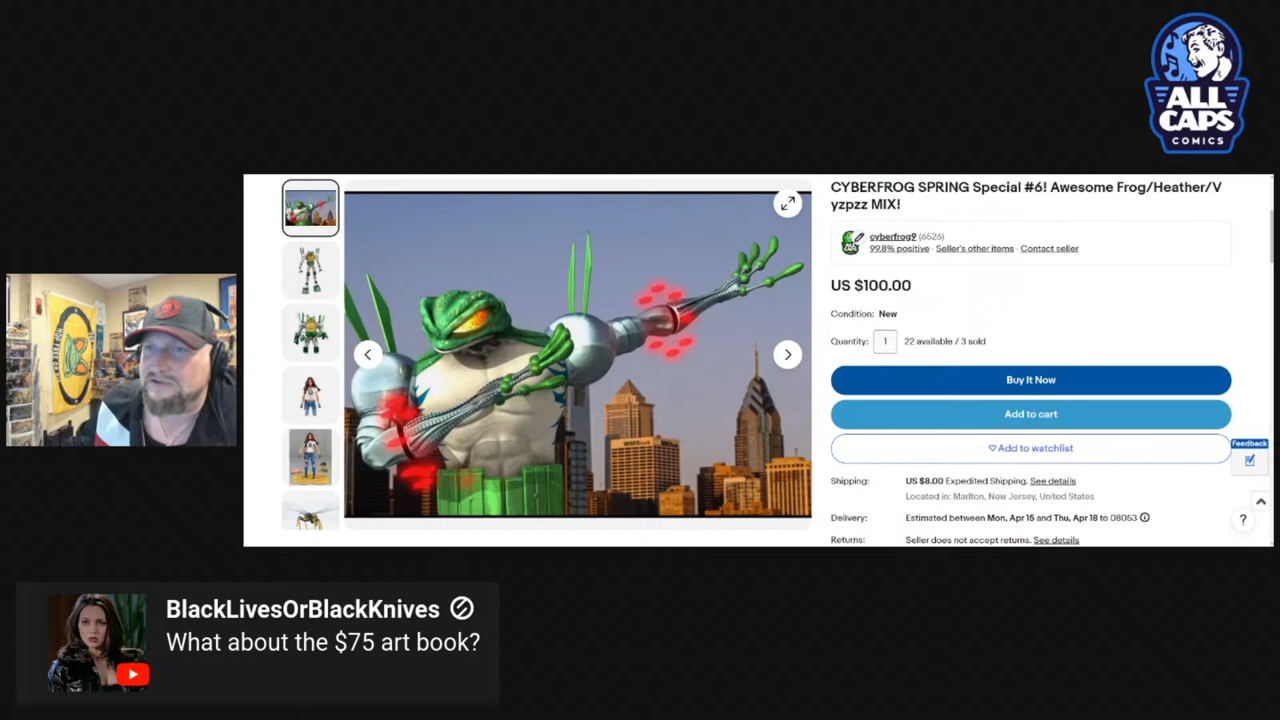 ALL
CAPS
COMICS
CYBERFROG SPRING Special #6! Awesome Frog/Heather/V
yzpzz MIX!
cyberfrog9 (6526)
99.8% positive · Seller's other items · Contact seller
US $100.00
Condition: New
Quantity: 1 22 available / 3 sold
Buy It Now
Add to cart
Add to watchlist
Feedback
Shipping: US $8.00 Expedited Shipping. See details
Located in: Marlton, New Jersey, United States
Delivery: Estimated between Mon, Apr 15 and Thu, Apr 18 to 08053
?
Returns: Seller does not accept returns. See details
BlackLivesOrBlackKnives
What about the $75 art book?